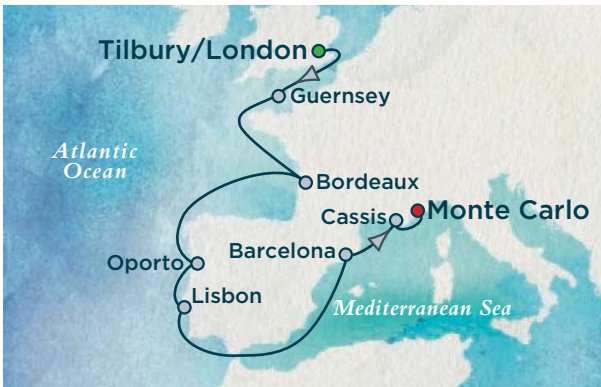 Tilbury/London
Guernsey
Atlantic
Ocean
Bordeaux
Cassis
Monte Carlo
Barcelona
Oporto
Lisbon
Mediterranean Sea